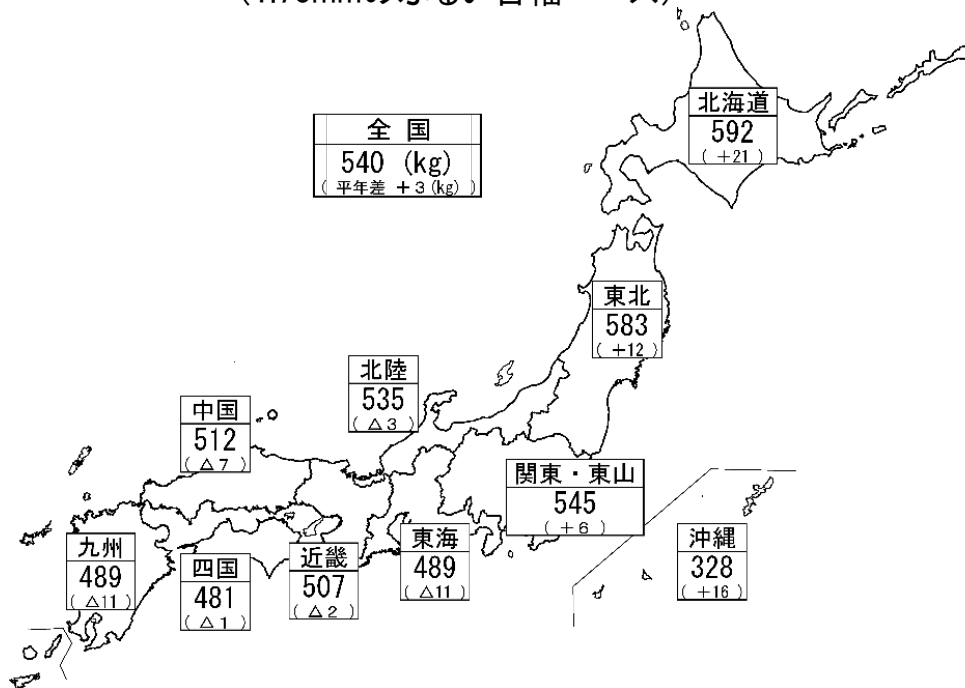 全 国
540 (kg)
( 平年差 +3(kg) )
北海道
592
( +21 )
東北
583
( +12 )
北陸
535
( △3 )
中国
512
( △7 )
関東・東山
545
( +6 )
九州
489
( △11 )
四国
481
( △1 )
近畿
507
( △2 )
東海
489
( △11 )
沖縄
328
( +16 )